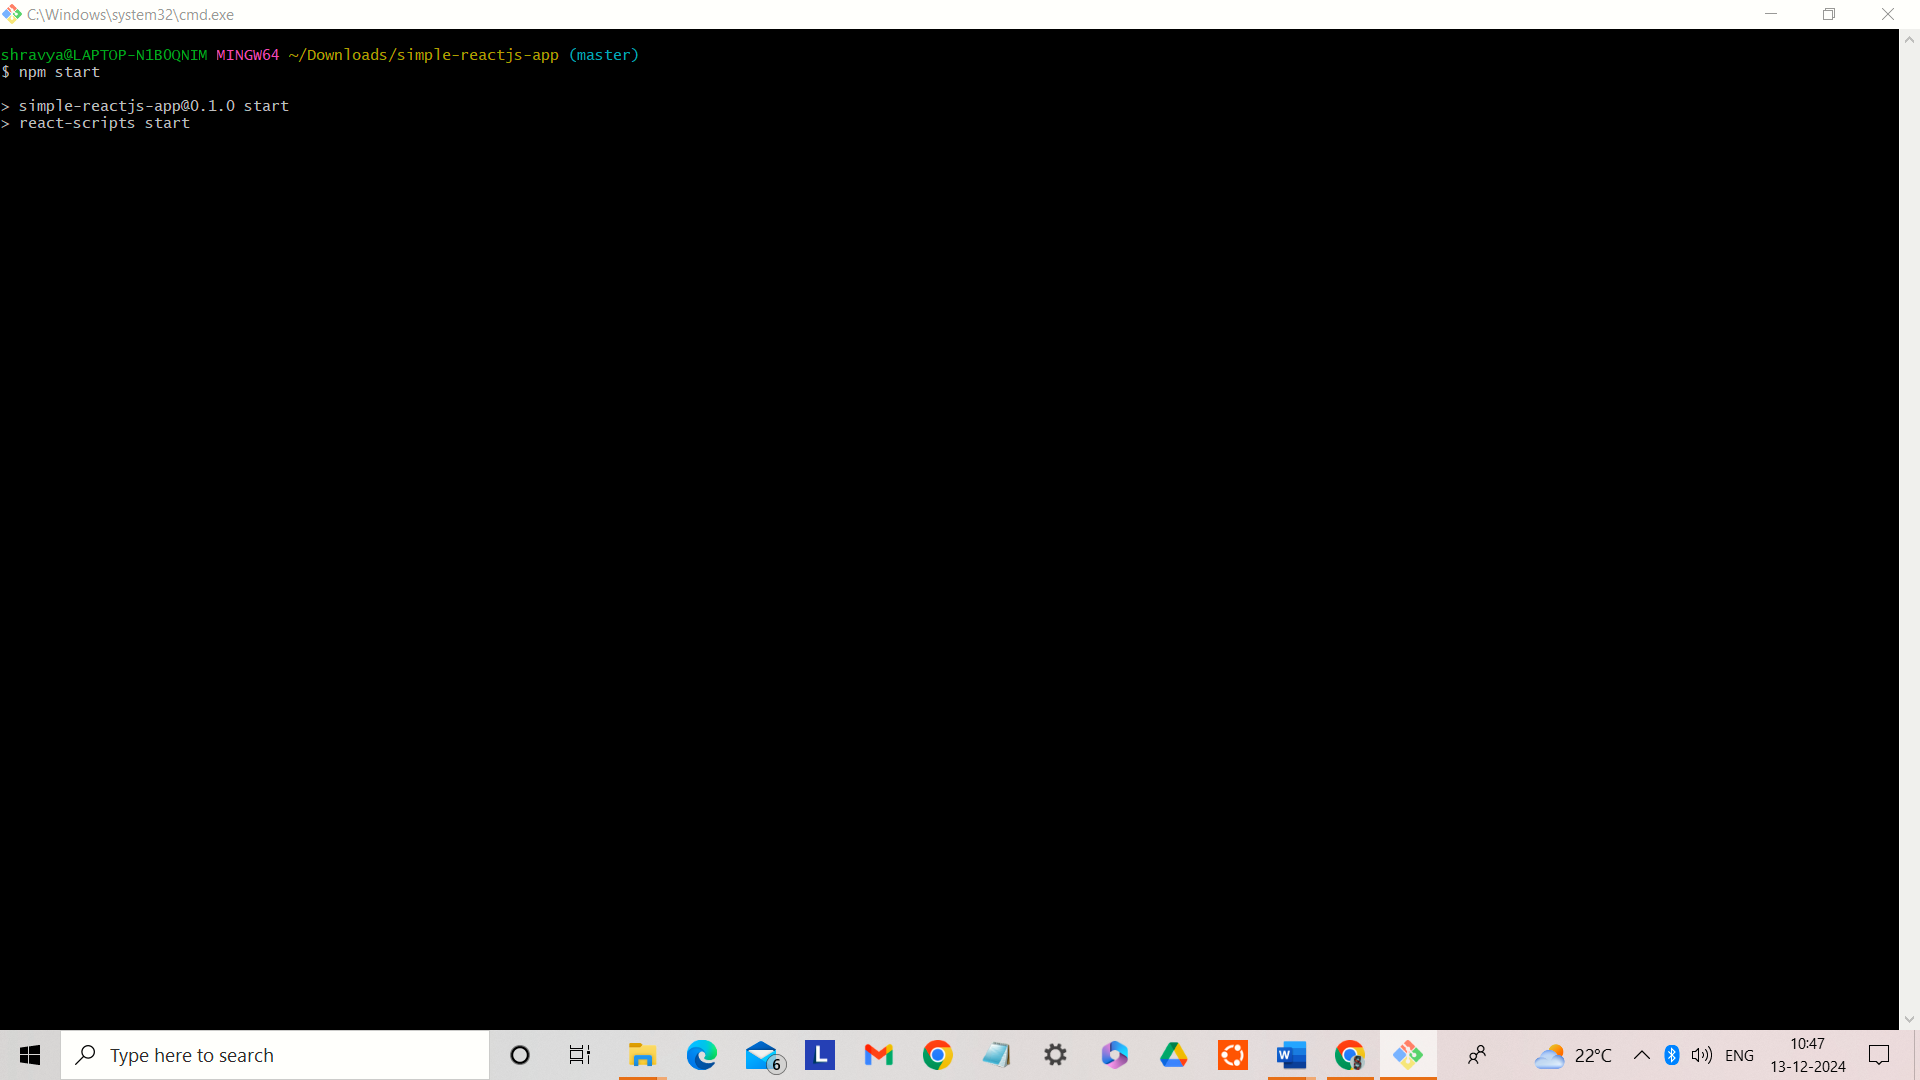 C:\Windows\system32\cmd.exe
shravya@LAPTOP-N1B0QNIM MINGW64 ~/Downloads/simple-reactjs-app (master)
$ npm start
> simple-reactjs-app@0.1.0 start
> react-scripts start
Type here to search
6
L
W
22°C
ENG
10:47
13-12-2024